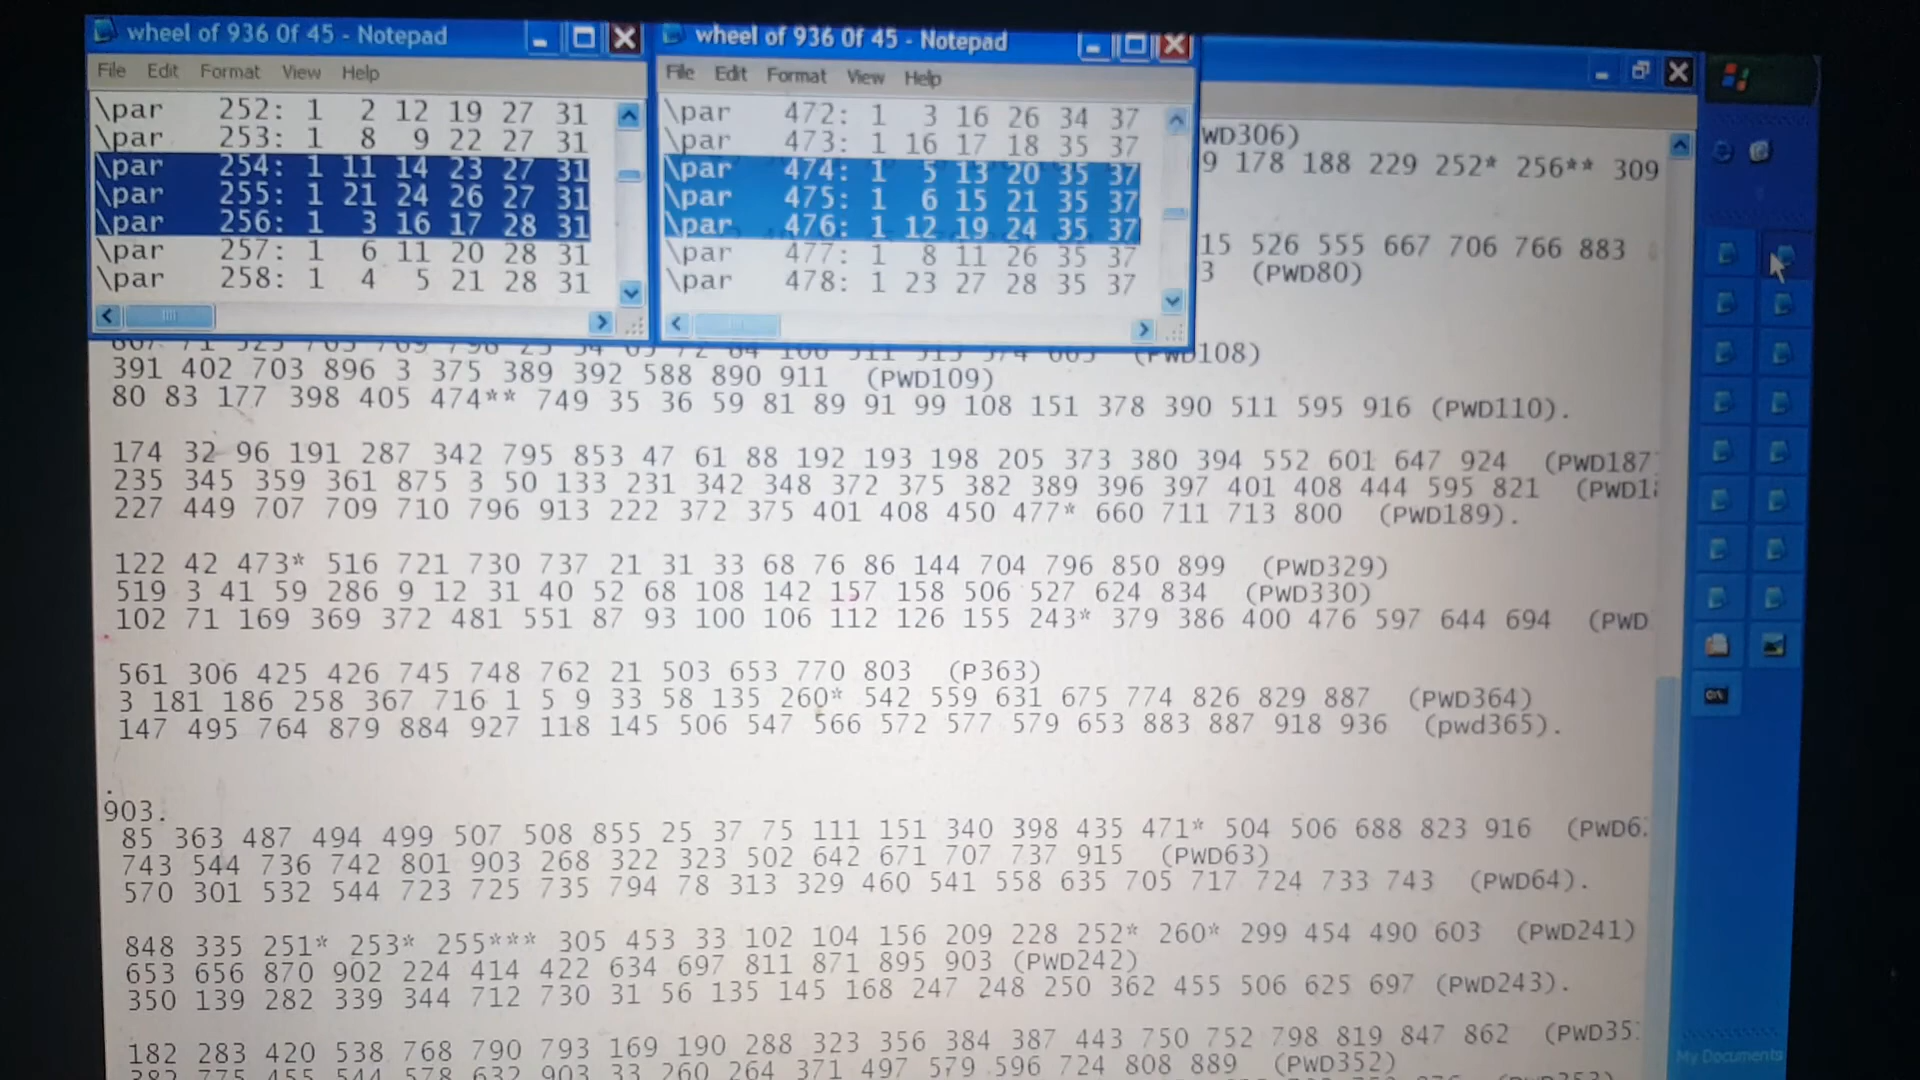 wheel of 936 0f 45 - Notepad
File Edit Format View Help
\par 252: 1 2 12 19 27 31
\par 253: 1 8 9 22 27 31
\par 254: 1 11 14 23 27 31
\par 255: 1 21 24 26 27 31
\par 256: 1 3 16 17 28 31
\par 257: 1 6 11 20 28 31
\par 258: 1 4 5 21 28 31
wheel of 936 0f 45 - Notepad
File Edit Format View Help
\par 472: 1 3 16 26 34 37
\par 473: 1 16 17 18 35 37
\par 474: 1 5 13 20 35 37
\par 475: 1 6 15 21 35 37
\par 476: 1 12 19 24 35 37
\par 477: 1 8 11 26 35 37
\par 478: 1 23 27 28 35 37
WD306)
9 178 188 229 252* 256** 309
15 526 555 667 706 766 883
3 (PWD80)
(PWD108)
391 402 703 896 3 375 389 392 588 890 911 (PWD109)
80 83 177 398 405 474** 749 35 36 59 81 89 91 99 108 151 378 390 511 595 916 (PWD110).
174 32 96 191 287 342 795 853 47 61 88 192 193 198 205 373 380 394 552 601 647 924 (PWD187
235 345 359 361 875 3 50 133 231 342 348 372 375 382 389 396 397 401 408 444 595 821
227 449 707 709 710 796 913 222 372 375 401 408 450 477* 660 711 713 800 (PWD189).
122 42 473* 516 721 730 737 21 31 33 68 76 86 144 704 796 850 899 (PWD329)
519 3 41 59 286 9 12 31 40 52 68 108 142 157 158 506 527 624 834 (PWD330)
102 71 169 369 372 481 551 87 93 100 106 112 126 155 243* 379 386 400 476 597 644 694 (PWD
561 306 425 426 745 748 762 21 503 653 770 803 (P363)
3 181 186 258 367 716 1 5 9 33 58 135 260* 542 559 631 675 774 826 829 887 (PWD364)
147 495 764 879 884 927 118 145 506 547 566 572 577 579 653 883 887 918 936 (pwd365).
.
903.
85 363 487 494 499 507 508 855 25 37 75 111 151 340 398 435 471* 504 506 688 823 916
743 544 736 742 801 903 268 322 323 502 642 671 707 737 915 (PWD63)
570 301 532 544 723 725 735 794 78 313 329 460 541 558 635 705 717 724 733 743 (PWD64).
848 335 251* 253* 255*** 305 453 33 102 104 156 209 228 252* 260* 299 454 490 603 (PWD241)
653 656 870 902 224 414 422 634 697 811 871 895 903 (PWD242)
350 139 282 339 344 712 730 31 56 135 145 168 247 248 250 362 455 506 625 697 (PWD243).
182 283 420 538 768 790 793 169 190 288 323 356 384 387 443 750 752 798 819 847 862
775 455 544 578 632 903 33 260 264 371 497 579 596 724 808 889 (PWD352)
My Documents